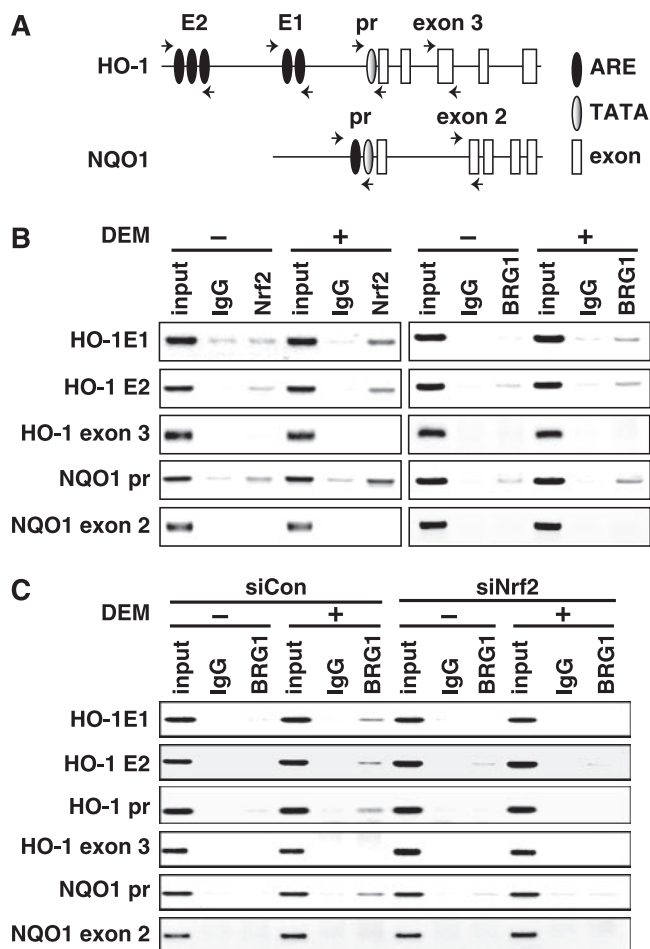 A
E2 E1 pr exon 3
HO-1
ARE
TATA
pr exon 2
NQO1
exon
B
DEM − + − +
input IgG Nrf2 input IgG Nrf2 input IgG BRG1 input IgG BRG1
HO-1E1
HO-1 E2
HO-1 exon 3
NQO1 pr
NQO1 exon 2
C
siCon siNrf2
DEM − + − +
input IgG BRG1 input IgG BRG1 input IgG BRG1 input IgG BRG1
HO-1E1
HO-1 E2
HO-1 pr
HO-1 exon 3
NQO1 pr
NQO1 exon 2